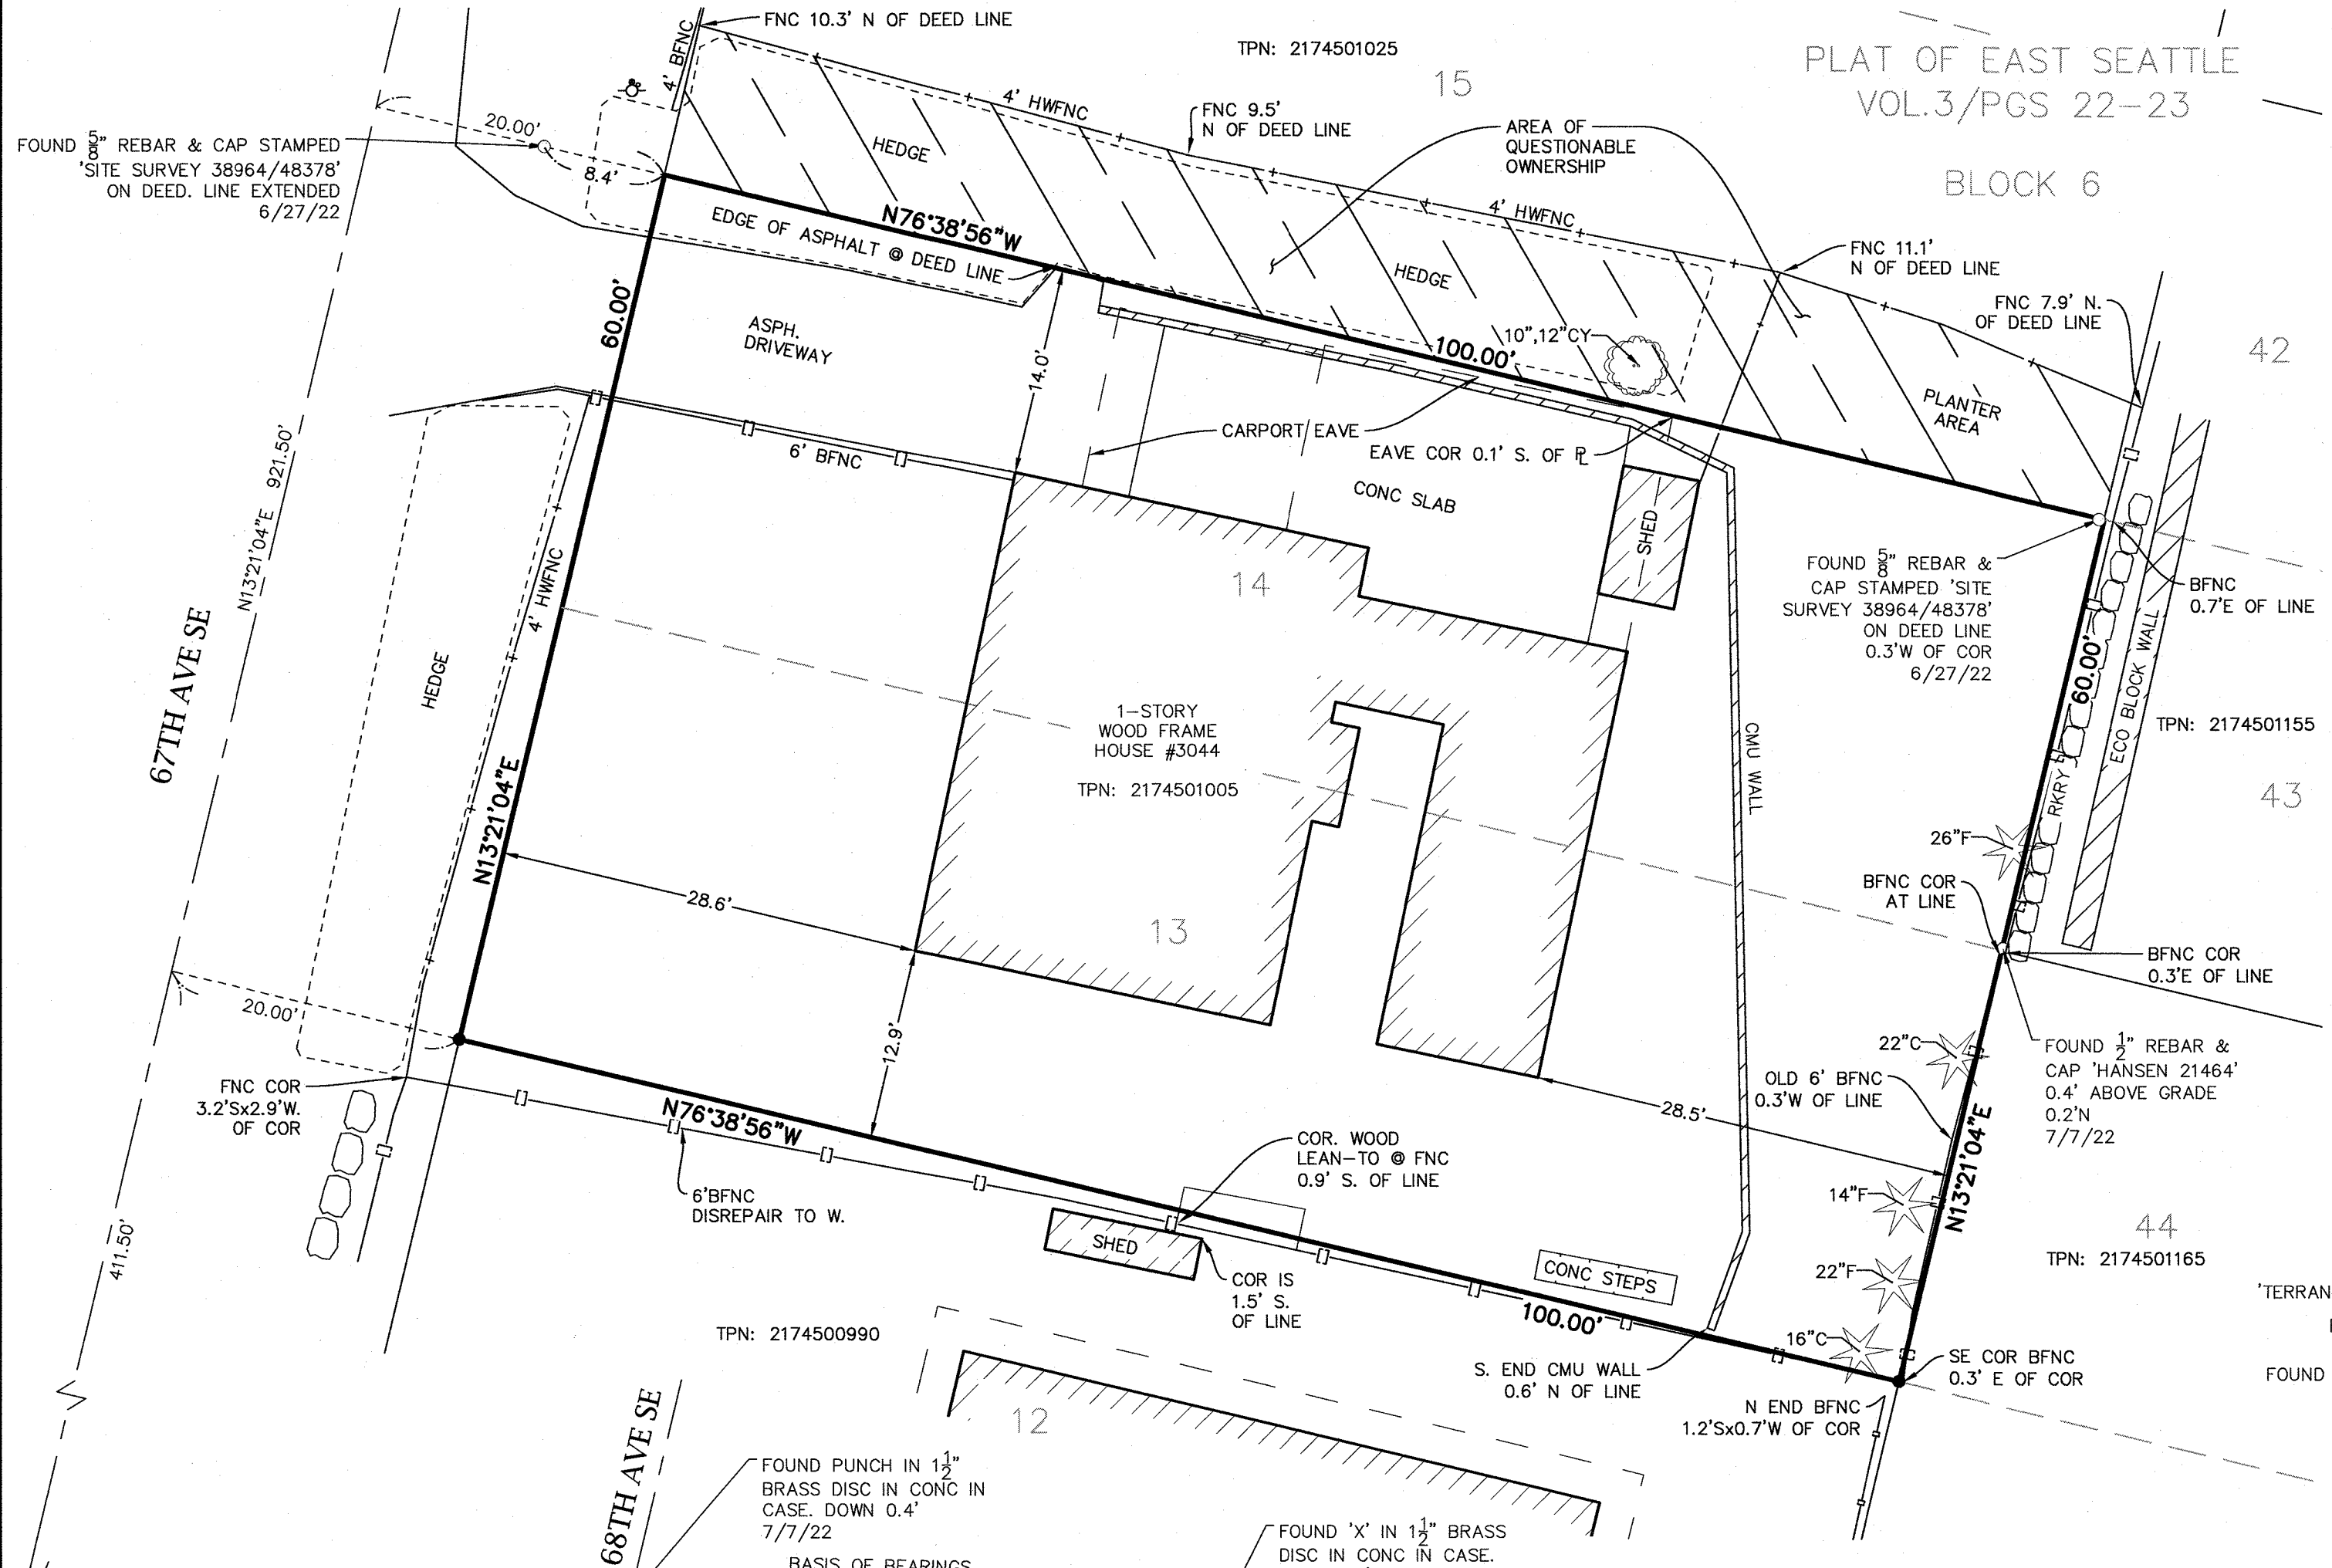 FNC 10.3' N OF DEED LINE
TPN: 2174501025
15
PLAT OF EAST SEATTLE
VOL.3/PGS 22-23
BLOCK 6
4' BFNC
4' HWFNC
FNC 9.5'
N OF DEED LINE
AREA OF
QUESTIONABLE
OWNERSHIP
20.00'
8.4'
FOUND 5/8" REBAR & CAP STAMPED
'SITE SURVEY 38964/48378'
ON DEED. LINE EXTENDED
6/27/22
HEDGE
4' HWFNC
FNC 11.1'
N OF DEED LINE
N76°38'56"W
EDGE OF ASPHALT @ DEED LINE
HEDGE
FNC 7.9' N.
OF DEED LINE
60.00'
ASPH.
DRIVEWAY
14.0'
10",12"CY
100.00'
42
PLANTER
AREA
CARPORT EAVE
EAVE COR 0.1' S. OF PL
6' BFNC
CONC SLAB
SHED
N13°21'04"E 921.50'
4' HWFNC
14
FOUND 5/8" REBAR &
CAP STAMPED 'SITE
SURVEY 38964/48378'
ON DEED LINE
0.3'W OF COR
6/27/22
BFNC
0.7'E OF LINE
67TH AVE SE
HEDGE
1-STORY
WOOD FRAME
HOUSE #3044
TPN: 2174501005
CMU WALL
60.00'
ECO BLOCK WALL
RKRY
TPN: 2174501155
43
N13°21'04"E
28.6'
13
26"F
BFNC COR
AT LINE
BFNC COR
0.3'E OF LINE
20.00'
12.9'
22"C
OLD 6' BFNC
0.3'W OF LINE
FOUND 1/2" REBAR &
CAP 'HANSEN 21464'
0.4' ABOVE GRADE
0.2'N
7/7/22
FNC COR
3.2'Sx2.9'W.
OF COR
N76°38'56"W
28.5'
N13°21'04"E
COR. WOOD
LEAN-TO @ FNC
0.9' S. OF LINE
14"F
6'BFNC
DISREPAIR TO W.
44
TPN: 2174501165
411.50'
SHED
COR IS
1.5' S.
OF LINE
CONC STEPS
22"F
'TERRAN
TPN: 2174500990
100.00'
16"C
S. END CMU WALL
0.6' N OF LINE
SE COR BFNC
0.3' E OF COR
FOUND
N END BFNC
1.2'Sx0.7'W OF COR
12
68TH AVE SE
FOUND PUNCH IN 1 1/2"
BRASS DISC IN CONC IN
CASE. DOWN 0.4'
7/7/22
BASIS OF BEARINGS
FOUND 'X' IN 1 1/2" BRASS
DISC IN CONC IN CASE.